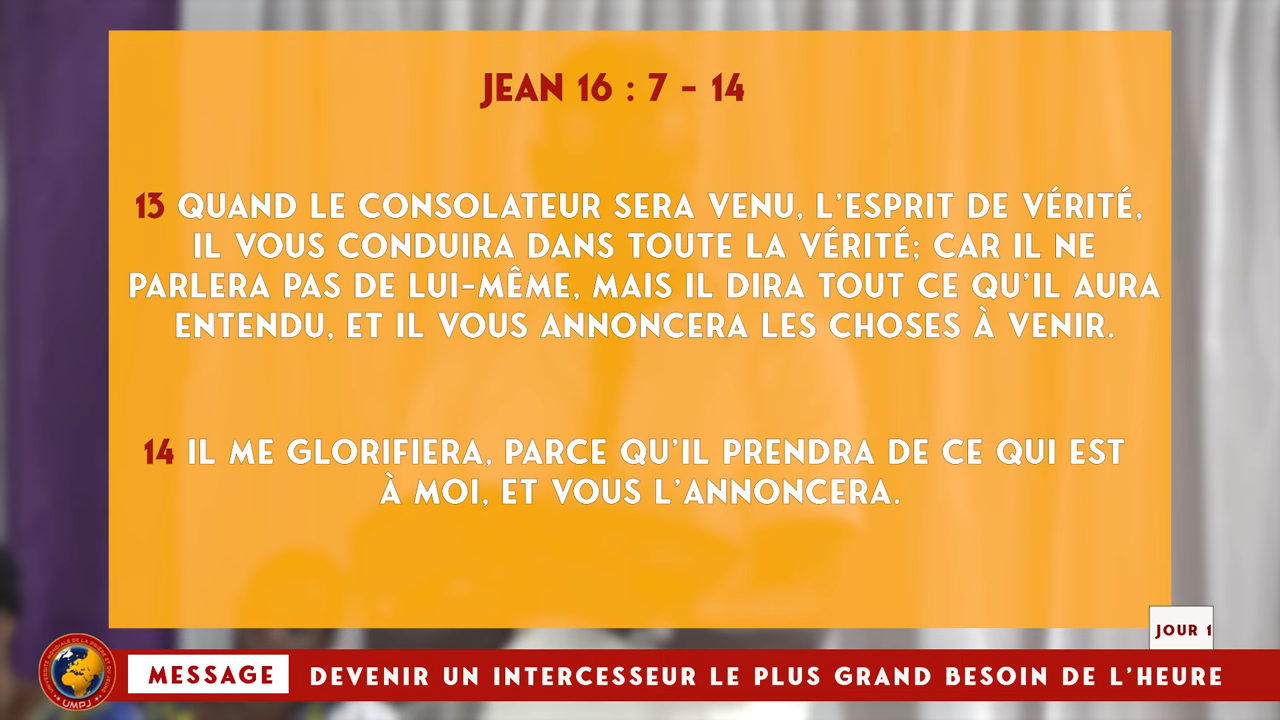 JEAN 16 : 7 - 14
13 QUAND LE CONSOLATEUR SERA VENU, L'ESPRIT DE VÉRITÉ,
IL VOUS CONDUIRA DANS TOUTE LA VÉRITÉ; CAR IL NE
PARLERA PAS DE LUI-MÊME, MAIS IL DIRA TOUT CE QU'IL AURA
ENTENDU, ET IL VOUS ANNONCERA LES CHOSES À VENIR.
14 IL ME GLORIFIERA, PARCE QU'IL PRENDRA DE CE QUI EST
À MOI, ET VOUS L'ANNONCERA.
JOUR 1
UMPJ
MESSAGE DEVENIR UN INTERCESSEUR LE PLUS GRAND BESOIN DE L'HEURE